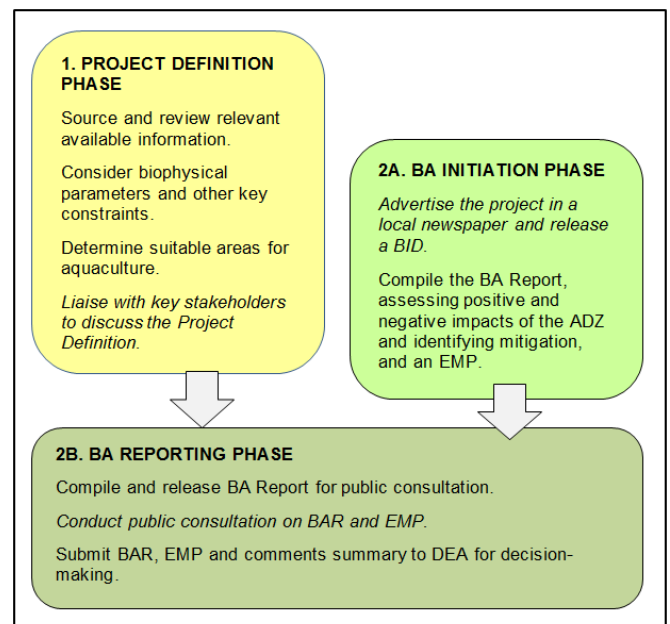 1. PROJECT DEFINITION
PHASE
Source and review relevant
available information.
Consider biophysical
parameters and other key
constraints.
Determine suitable areas for
aquaculture.
Liaise with key stakeholders
to discuss the Project
Definition.
2A. BA INITIATION PHASE
Advertise the project in a
local newspaper and release
a BID.
Compile the BA Report,
assessing positive and
negative impacts of the ADZ
and identifying mitigation,
and an EMP.
2B. BA REPORTING PHASE
Compile and release BA Report for public consultation.
Conduct public consultation on BAR and EMP.
Submit BAR, EMP and comments summary to DEA for decision-
making.